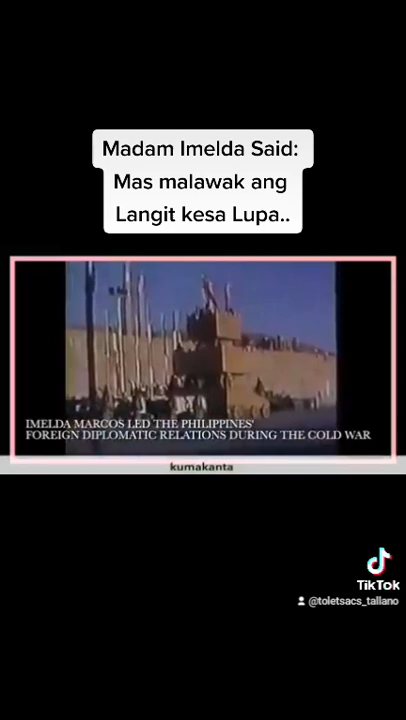 Madam Imelda Said:
Mas malawak ang
Langit kesa Lupa..
IMELDA MARCOS LED THE PHILIPPINES'
FOREIGN DIPLOMATIC RELATIONS DURING THE COLD WAR
kumakanta
TikTok
@toletsacs_tallano